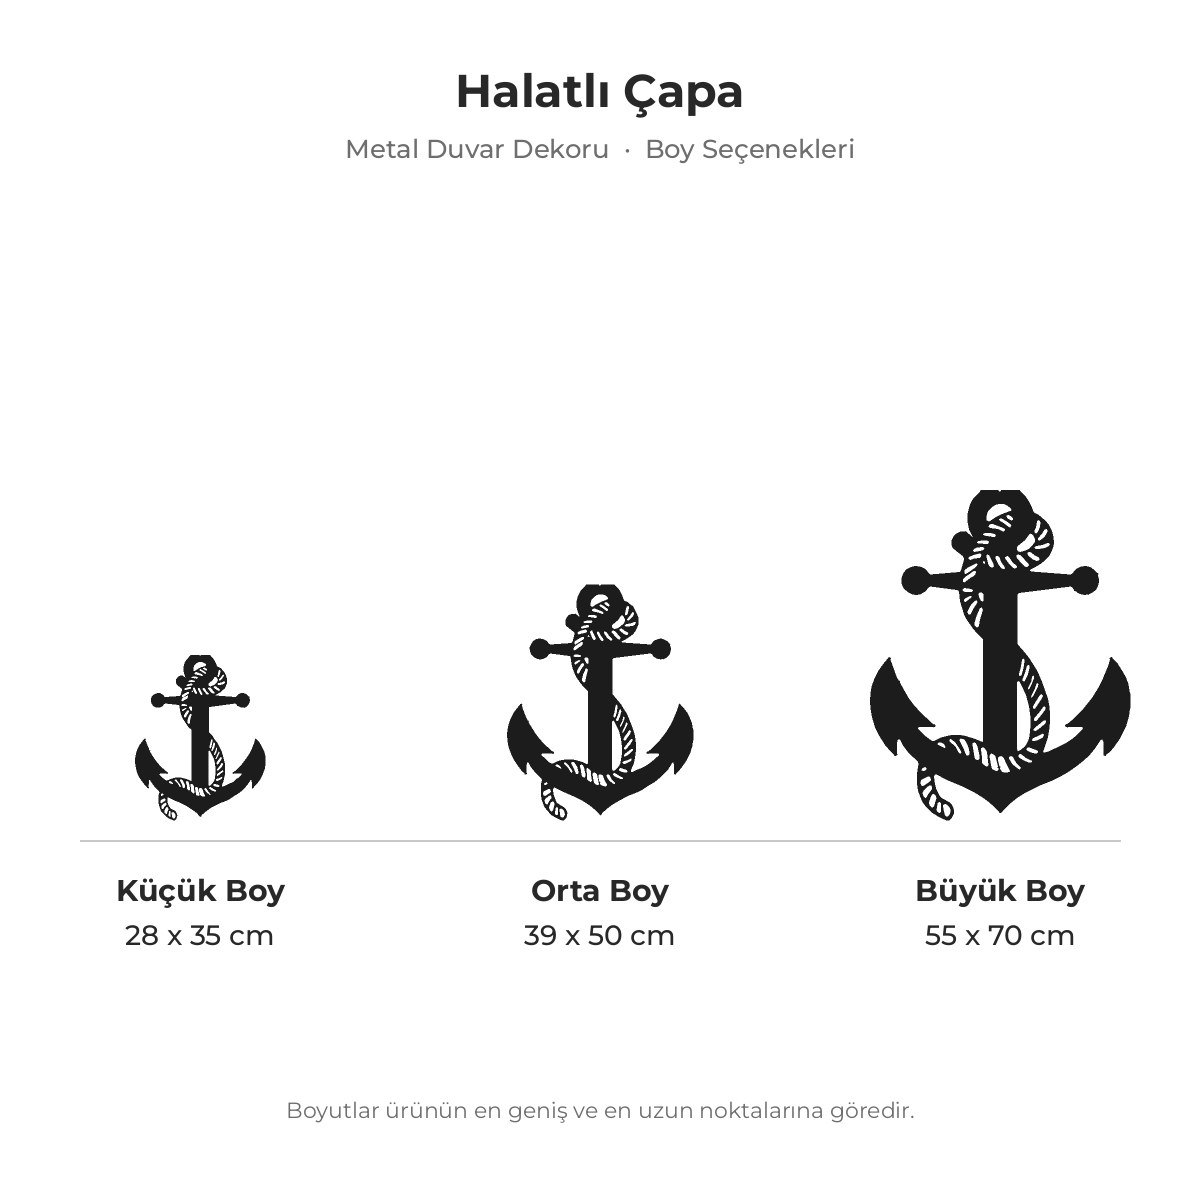 Halatlı Çapa
Metal Duvar Dekoru · Boy Seçenekleri
Küçük Boy
28 x 35 cm
Orta Boy
39 x 50 cm
Büyük Boy
55 x 70 cm
Boyutlar ürünün en geniş ve en uzun noktalarına göredir.